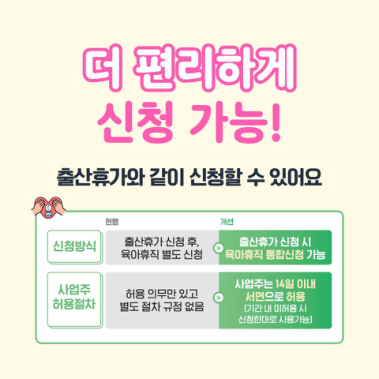 더 편리하게
신청 가능!
출산휴가와 같이 신청할 수 있어요
현행
개선
신청방식
출산휴가 신청 후,
육아휴직 별도 신청
출산휴가 신청 시
육아휴직 통합신청 가능
사업주
허용절차
허용 의무만 있고
별도 절차 규정 없음
사업주는 14일 이내
서면으로 허용
(기간 내 미허용 시
신청한대로 사용가능)